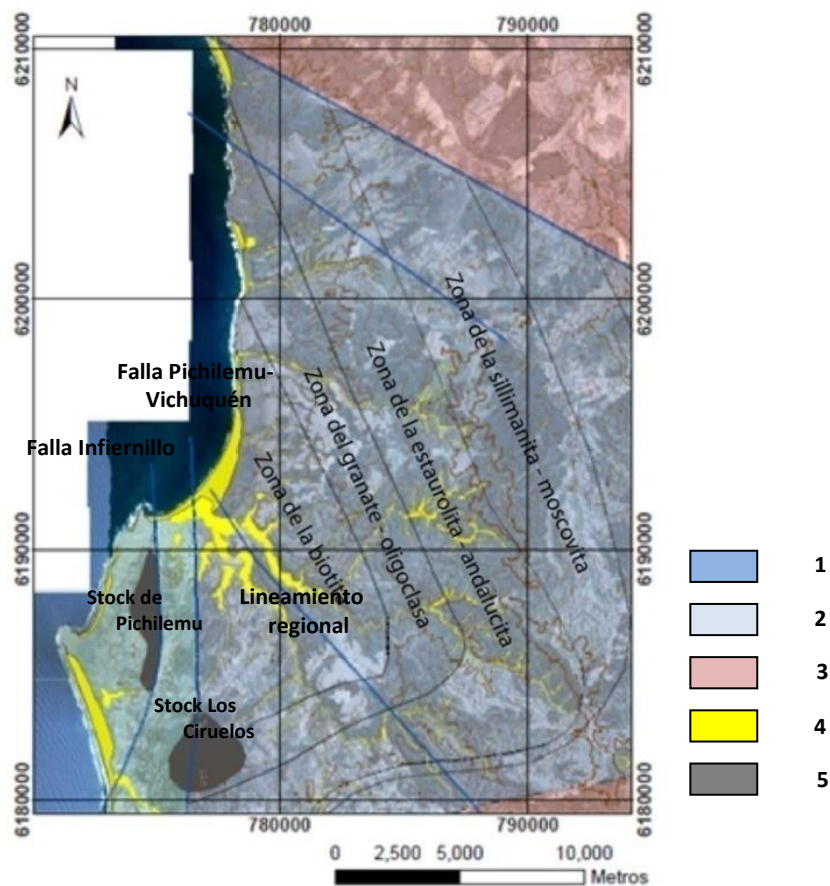 780000
790000
6210000
6210000
N
6200000
6200000
Zona de la sillimanita - moscovita
Zona de la estaurolita - andalucita
Zona del granate - oligoclasa
Zona de la biotita
Falla Pichilemu-
Vichuquén
Falla Infiernillo
6190000
6190000
Stock de
Pichilemu
Lineamiento
regional
Stock Los
Ciruelos
6180000
6180000
780000
790000
1
2
3
4
5
0 2,500 5,000 10,000
Metros